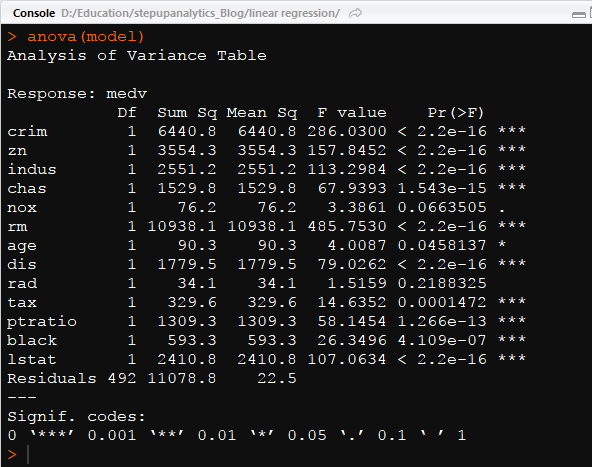 Console D:/Education/stepupanalytics_Blog/linear regression/
> anova(model)
Analysis of Variance Table
Response: medv
Df Sum Sq Mean Sq F value Pr(>F)
crim 1 6440.8 6440.8 286.0300 < 2.2e-16 ***
zn 1 3554.3 3554.3 157.8452 < 2.2e-16 ***
indus 1 2551.2 2551.2 113.2984 < 2.2e-16 ***
chas 1 1529.8 1529.8 67.9393 1.543e-15 ***
nox 1 76.2 76.2 3.3861 0.0663505 .
rm 1 10938.1 10938.1 485.7530 < 2.2e-16 ***
age 1 90.3 90.3 4.0087 0.0458137 *
dis 1 1779.5 1779.5 79.0262 < 2.2e-16 ***
rad 1 34.1 34.1 1.5159 0.2188325
tax 1 329.6 329.6 14.6352 0.0001472 ***
ptratio 1 1309.3 1309.3 58.1454 1.266e-13 ***
black 1 593.3 593.3 26.3496 4.109e-07 ***
lstat 1 2410.8 2410.8 107.0634 < 2.2e-16 ***
Residuals 492 11078.8 22.5
---
Signif. codes:
0 ‘***’ 0.001 ‘**’ 0.01 ‘*’ 0.05 ‘.’ 0.1 ‘ ’ 1
>